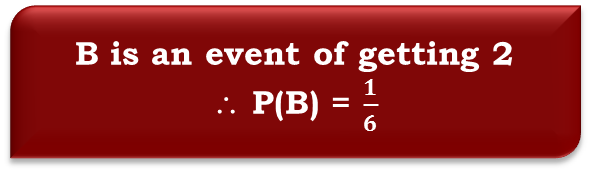 B is an event of getting 2
∴ P(B) = 1/6